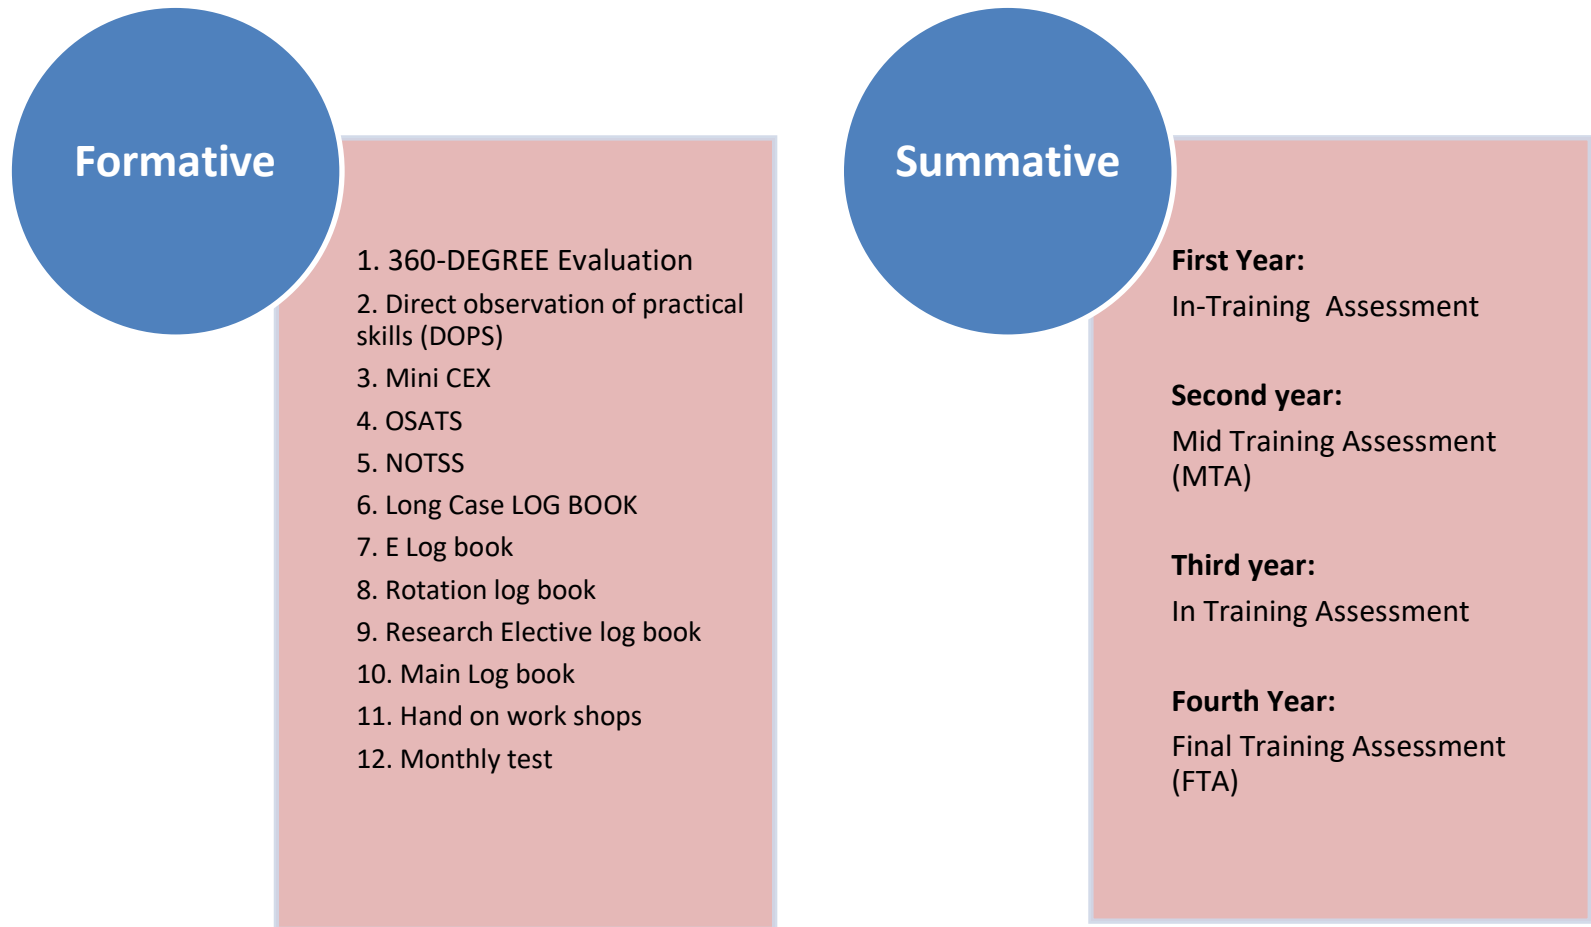 Formative
1. 360-DEGREE Evaluation
2. Direct observation of practical
skills (DOPS)
3. Mini CEX
4. OSATS
5. NOTSS
6. Long Case LOG BOOK
7. E Log book
8. Rotation log book
9. Research Elective log book
10. Main Log book
11. Hand on work shops
12. Monthly test
Summative
First Year:
In-Training  Assessment
Second year:
Mid Training Assessment
(MTA)
Third year:
In Training Assessment
Fourth Year:
Final Training Assessment
(FTA)